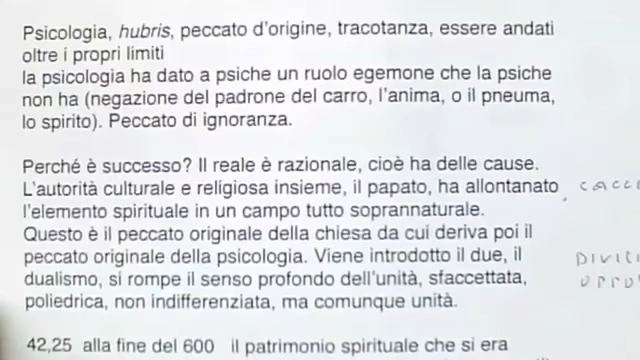 Psicologia, hubris, peccato d'origine, tracotanza, essere andati
oltre i propri limiti
la psicologia ha dato a psiche un ruolo egemone che la psiche
non ha (negazione del padrone del carro, l'anima, o il pneuma,
lo spirito). Peccato di ignoranza.
Perché è successo? Il reale è razionale, cioè ha delle cause.
L'autorità culturale e religiosa insieme, il papato, ha allontanato
l'elemento spirituale in un campo tutto soprannaturale.
Questo è il peccato originale della chiesa da cui deriva poi il
peccato originale della psicologia. Viene introdotto il due, il
dualismo, si rompe il senso profondo dell'unità, sfaccettata,
poliedrica, non indifferenziata, ma comunque unità.
42,25 alla fine del 600 il patrimonio spirituale che si era